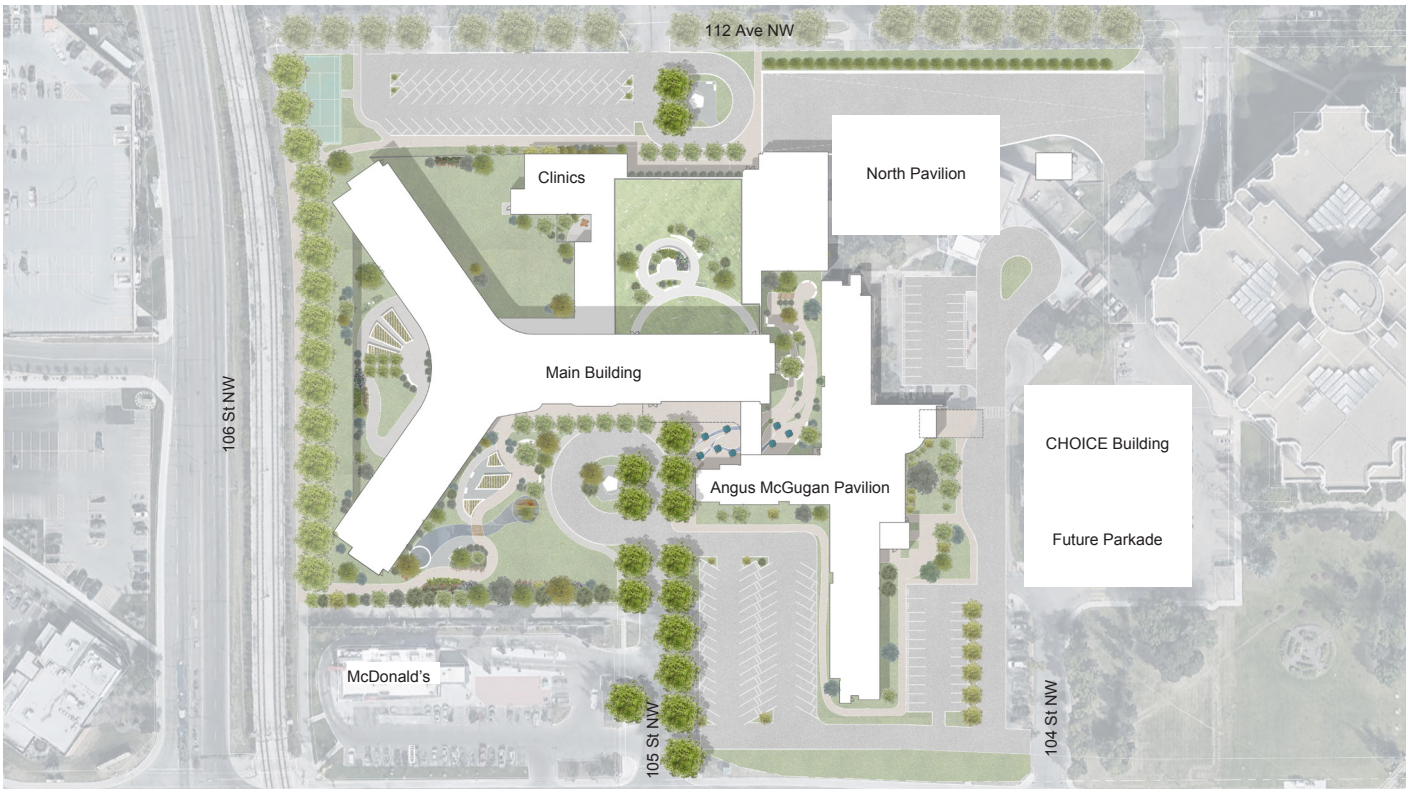 112 Ave NW
Clinics
North Pavilion
Main Building
106 St NW
CHOICE Building
Angus McGugan Pavilion
Future Parkade
McDonald's
105 St NW
104 St NW